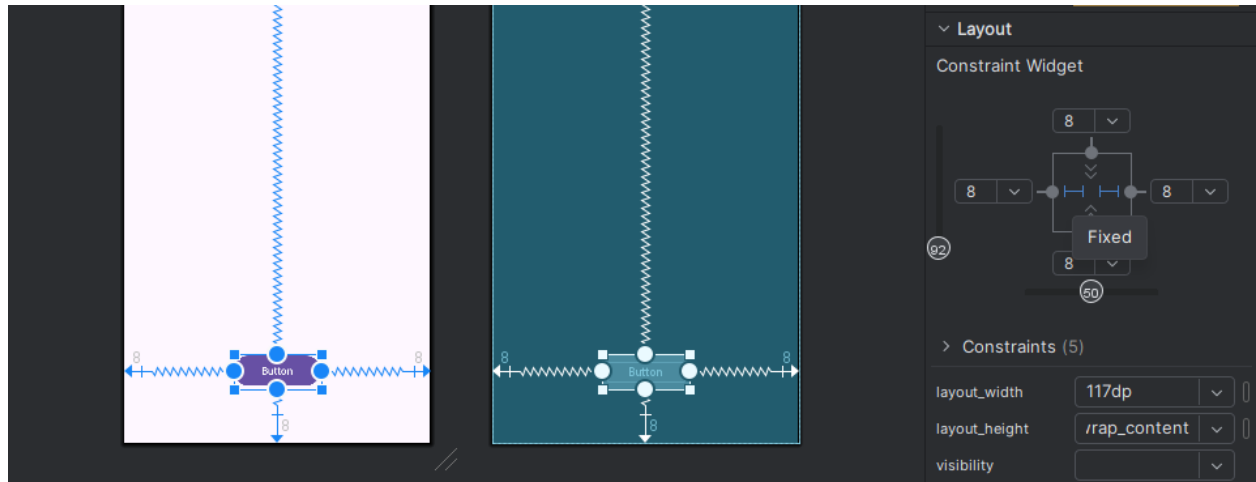 Layout
Constraint Widget
8
8
8
Fixed
92
8
50
8
8
8
8
Button
Button
8
8
Constraints (5)
layout_width
117dp
layout_height
rap_content
visibility